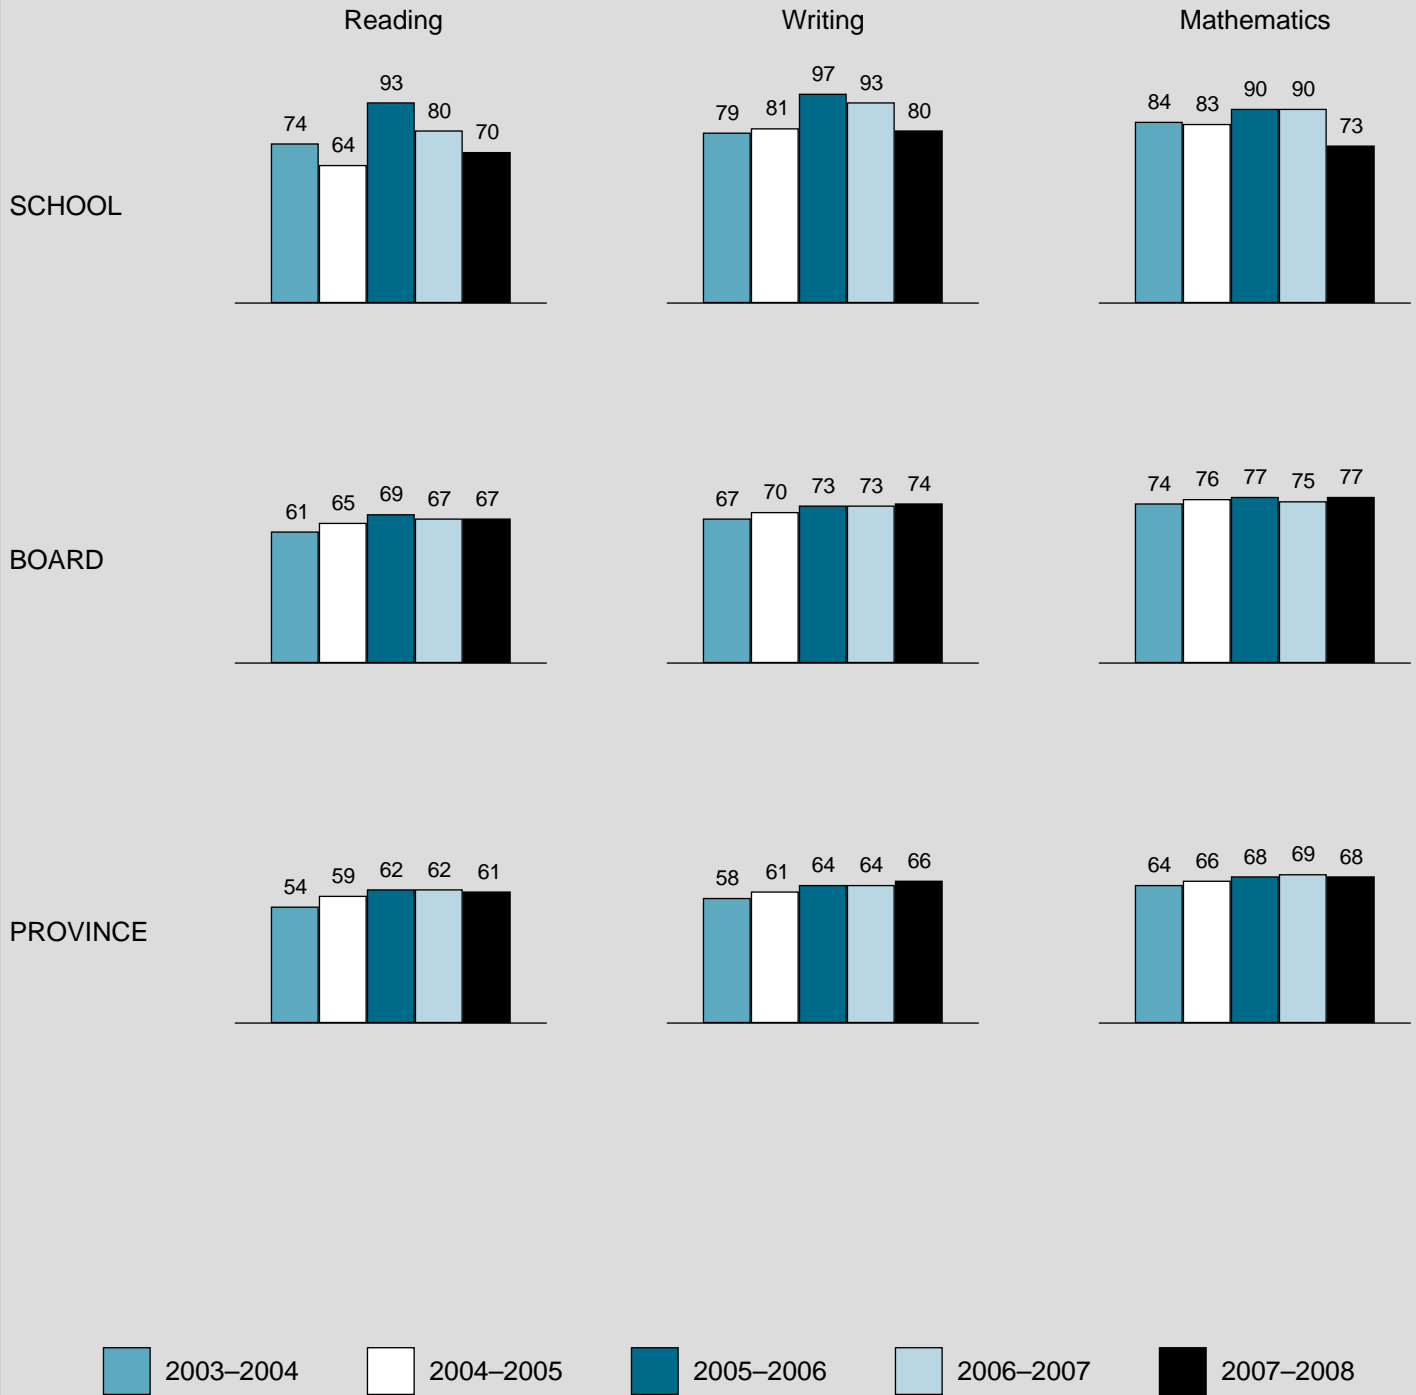 Reading Writing Mathematics
SCHOOL
74 64 93 80 70
79 81 97 93 80
84 83 90 90 73
BOARD
61 65 69 67 67
67 70 73 73 74
74 76 77 75 77
PROVINCE
54 59 62 62 61
58 61 64 64 66
64 66 68 69 68
2003–2004 2004–2005 2005–2006 2006–2007 2007–2008